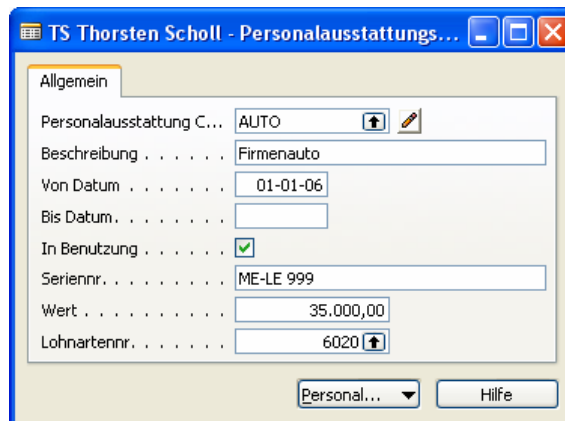 TS Thorsten Scholl - Personalausstattungs...
Allgemein
Personalausstattung C... AUTO
Beschreibung . . . . . . Firmenauto
Von Datum . . . . . . . 01-01-06
Bis Datum. . . . . . . .
In Benutzung . . . . . .
Seriennr. . . . . . . . . ME-LE 999
Wert . . . . . . . . . . 35.000,00
Lohnartennr. . . . . . . 6020
Personal... Hilfe